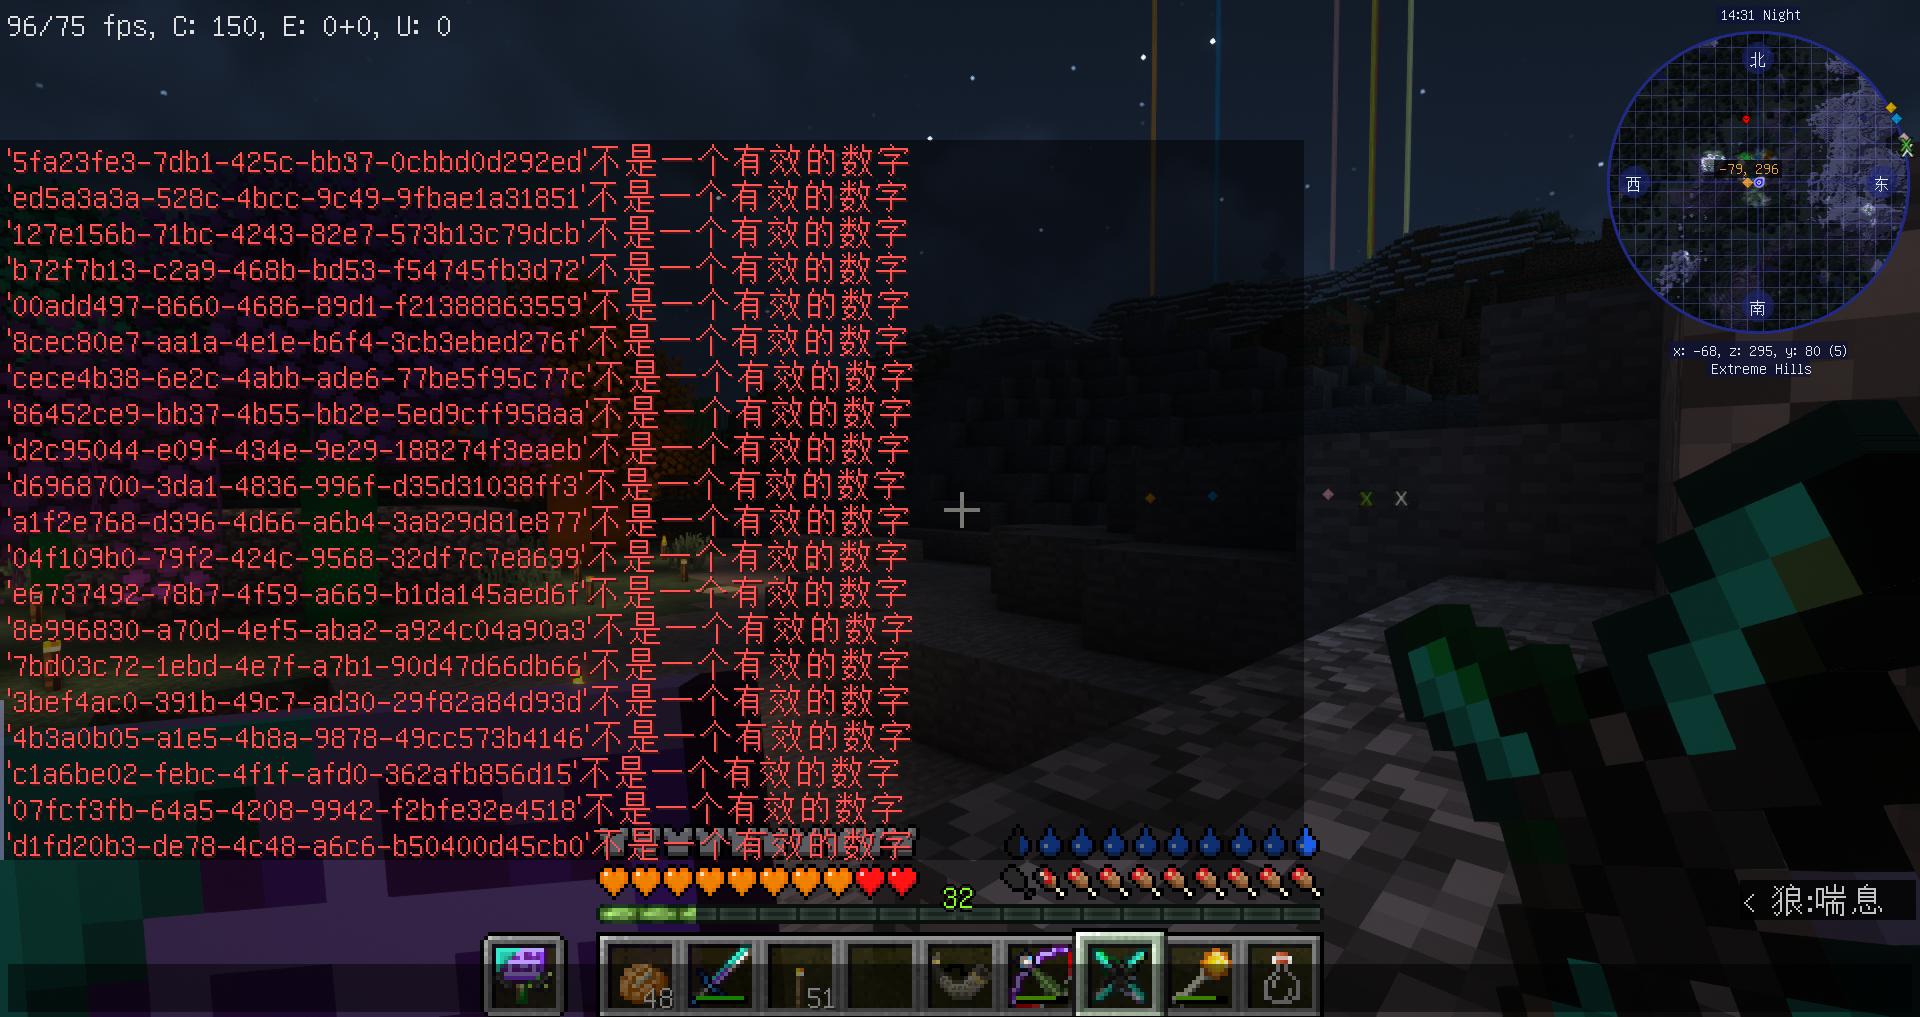 96/75 fps, C: 150, E: 0+0, U: 0
14:31 Night
北
西
东
-79, 296
南
x: -68, z: 295, y: 80 (5)
Extreme Hills
'5fa23fe3-7db1-425c-bb37-0cbbd0d292ed'不是一个有效的数字
'ed5a3a3a-528c-4bcc-9c49-9fbae1a31851'不是一个有效的数字
'127e156b-71bc-4243-82e7-573b13c79dcb'不是一个有效的数字
'b72f7b13-c2a9-468b-bd53-f54745fb3d72'不是一个有效的数字
'00add497-8660-4686-89d1-f21388863559'不是一个有效的数字
'8cec80e7-aa1a-4e1e-b6f4-3cb3ebed276f'不是一个有效的数字
'cece4b38-6e2c-4abb-ade6-77be5f95c77c'不是一个有效的数字
'86452ce9-bb37-4b55-bb2e-5ed9cff958aa'不是一个有效的数字
'd2c95044-e09f-434e-9e29-188274f3eaeb'不是一个有效的数字
'd6968700-3da1-4836-996f-d35d31038ff3'不是一个有效的数字
'a1f2e768-d396-4d66-a6b4-3a829d81e877'不是一个有效的数字
'04f109b0-79f2-424c-9568-32df7c7e8699'不是一个有效的数字
'e6737492-78b7-4f59-a669-b1da145aed6f'不是一个有效的数字
'8e996830-a70d-4ef5-aba2-a924c04a90a3'不是一个有效的数字
'7bd03c72-1ebd-4e7f-a7b1-90d47d66db66'不是一个有效的数字
'3bef4ac0-391b-49c7-ad30-29f82a84d93d'不是一个有效的数字
'4b3a0b05-a1e5-4b8a-9878-49cc573b4146'不是一个有效的数字
'c1a6be02-febc-4f1f-afd0-362afb856d15'不是一个有效的数字
'07fcf3fb-64a5-4208-9942-f2bfe32e4518'不是一个有效的数字
'd1fd20b3-de78-4c48-a6c6-b50400d45cb0'不是一个有效的数字
X X
32
< 狼:喘息
48
51